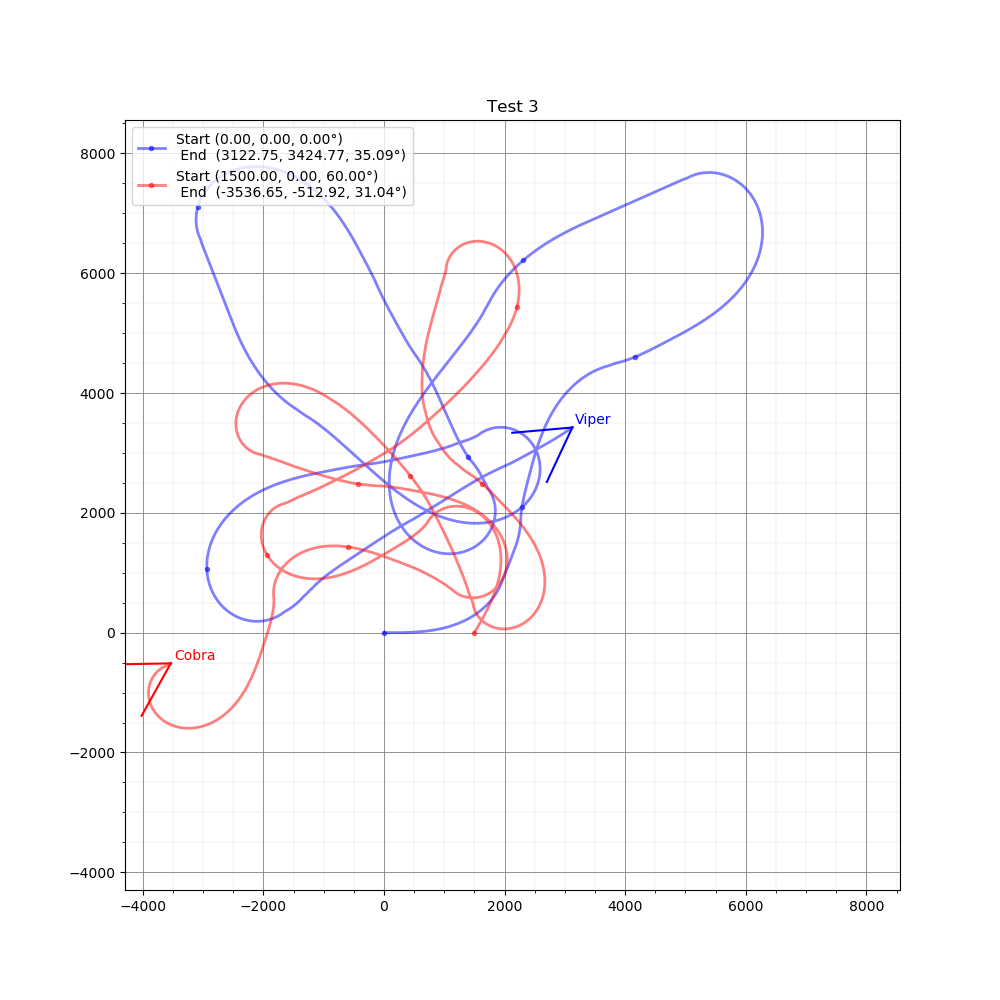 Test 3
Start (0.00, 0.00, 0.00°)
End (3122.75, 3424.77, 35.09°)
Start (1500.00, 0.00, 60.00°)
End (-3536.65, -512.92, 31.04°)
8000
6000
4000
2000
0
−2000
−4000
Viper
Cobra
−4000 −2000 0 2000 4000 6000 8000